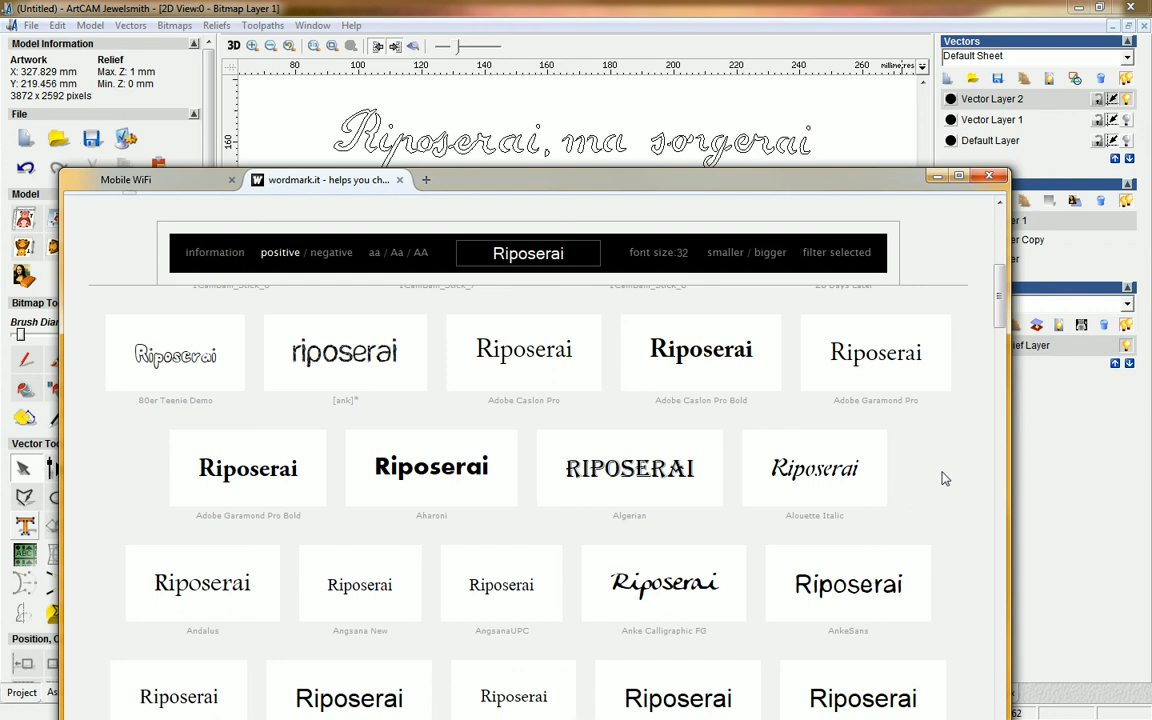 (Untitled) - ArtCAM Jewelsmith - [2D View:0 - Bitmap Layer 1]
File Edit Model Vectors Bitmaps Reliefs Toolpaths Window Help
Model Information
Artwork Relief
X: 327.829 mm Max. Z: 1 mm
Y: 219.456 mm Min. Z: 0 mm
3872 x 2592 pixels
File
Model
Bitmap To
Brush Dia
Vector To
Position, C
Project As
3D
80 100 120 140 160 180 200 220 240 260
160
Riposerai, ma sorgerai
Vectors
Default Sheet
Vector Layer 2
Vector Layer 1
Default Layer
er 1
er Copy
er
ief Layer
Mobile WiFi
wordmark.it - helps you ch...
information positive / negative aa / Aa / AA Riposerai font size:32 smaller / bigger filter selected
Riposerai riposerai Riposerai Riposerai Riposerai
80er Teenie Demo [ank]* Adobe Caslon Pro Adobe Caslon Pro Bold Adobe Garamond Pro
Riposerai Riposerai RIPOSERAI Riposerai
Adobe Garamond Pro Bold Aharoni Algerian Alouette Italic
Riposerai Riposerai Riposerai Riposerai Riposerai
Andalus Angsana New AngsanaUPC Anke Calligraphic FG AnkeSans
Riposerai Riposerai Riposerai Riposerai Riposerai